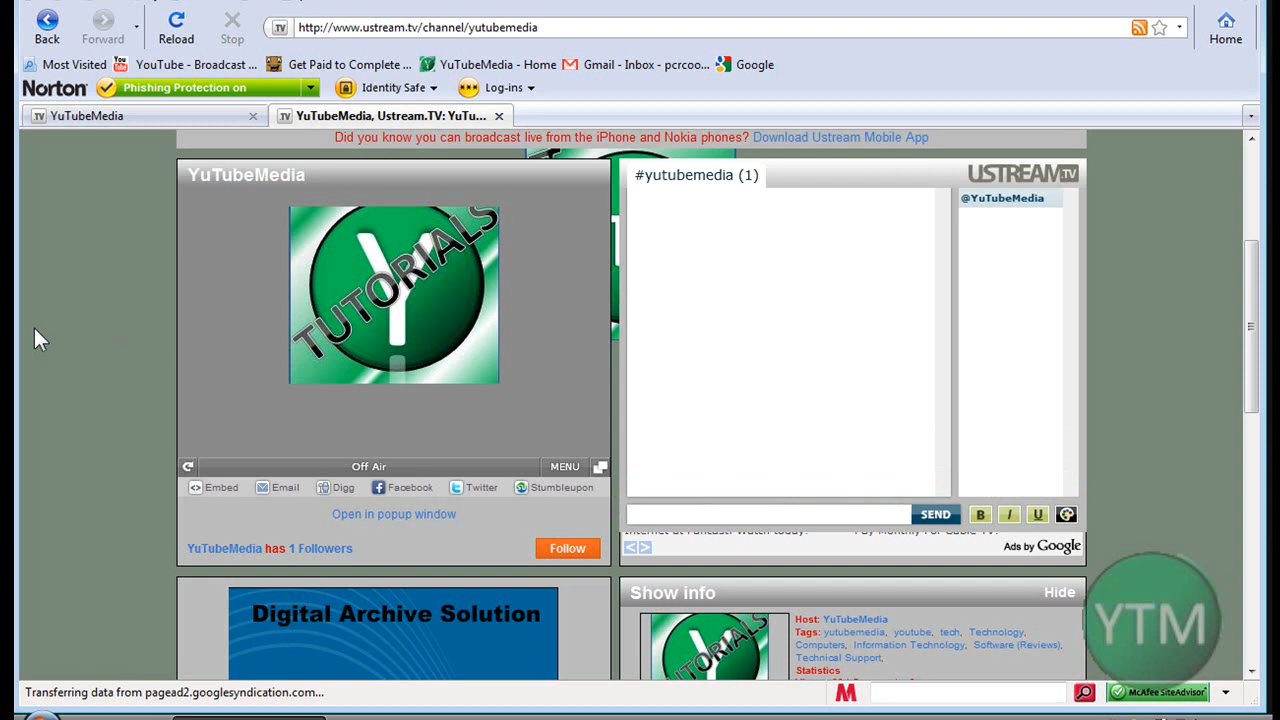 http://www.ustream.tv/channel/yutubemedia
Back Forward Reload Stop Home
Most Visited YouTube - Broadcast ... Get Paid to Complete ... YuTubeMedia - Home Gmail - Inbox - pcrcoo... Google
Norton Phishing Protection on Identity Safe Log-ins
YuTubeMedia YuTubeMedia, Ustream.TV: YuTu...
Did you know you can broadcast live from the iPhone and Nokia phones? Download Ustream Mobile App
YuTubeMedia
#yutubemedia (1)
USTREAM TV
@YuTubeMedia
Y
TUTORIALS
Off Air MENU
Embed Email Digg Facebook Twitter Stumbleupon
Open in popup window
YuTubeMedia has 1 Followers Follow
SEND B I U
Ads by Google
Digital Archive Solution
Show info Hide
TUTORIALS
Host: YuTubeMedia
Tags: yutubemedia, youtube, tech, Technology,
Computers, Information Technology, Software (Reviews),
Technical Support,
Statistics
YTM
Transferring data from pagead2.googlesyndication.com...
McAfee SiteAdvisor